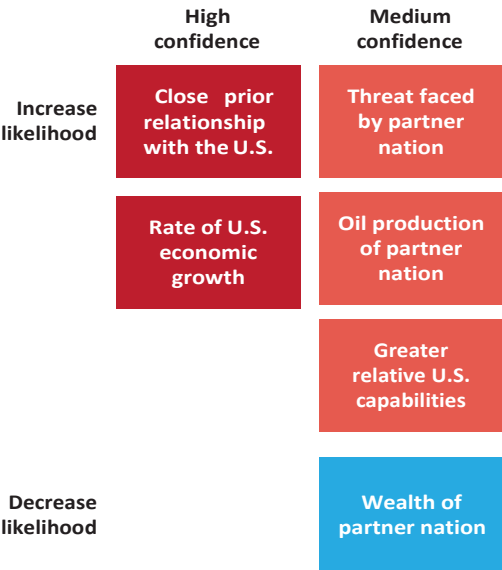 High
confidence
Medium
confidence
Increase
likelihood
Close prior
relationship
with the U.S.
Threat faced
by partner
nation
Rate of U.S.
economic
growth
Oil production
of partner
nation
Greater
relative U.S.
capabilities
Decrease
likelihood
Wealth of
partner nation